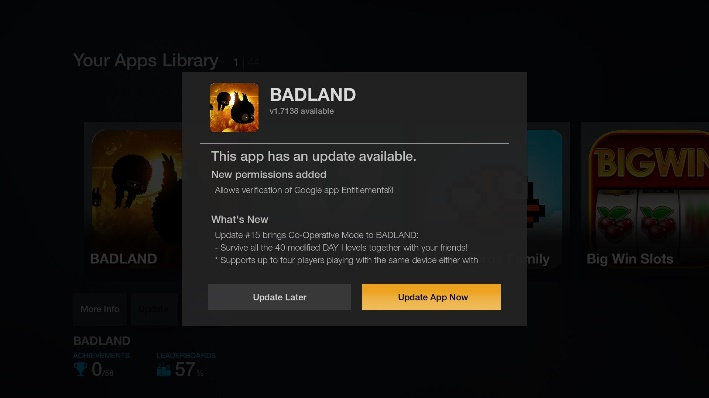 Your Apps Library 1
BADLAND
v1.7138 available
This app has an update available.
New permissions added
Allows verification of Google app Entitlements
What's New
Update #15 brings Co-Operative Mode to BADLAND:
- Survive all the 40 modified DAY I levels together with your friends!
* Supports up to four players playing with the same device either with
Update Later
Update App Now
BADLAND
BIGWIN
Big Win Slots
More Info
Update
BADLAND
ACHIEVEMENTS
LEADERBOARDS
0/58
57%